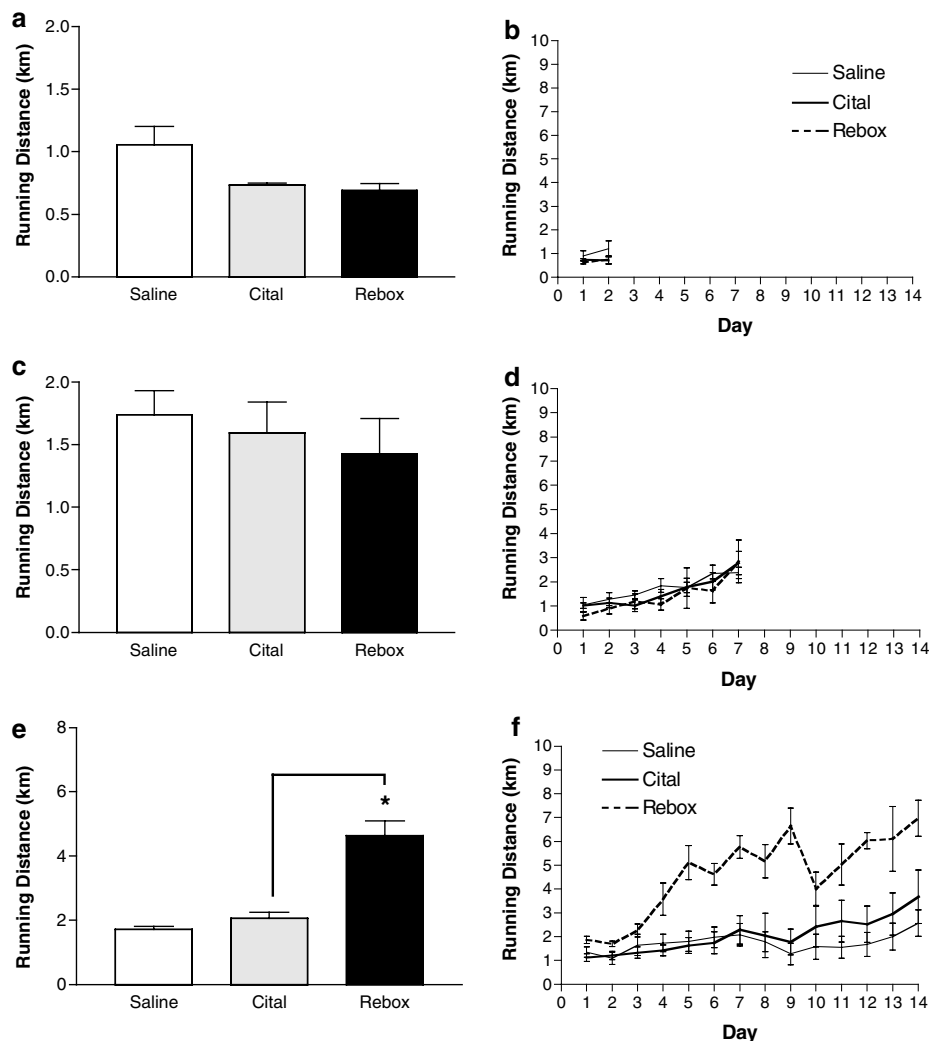 a
2.0
1.5
1.0
0.5
0.0
Running Distance (km)
Saline Cital Rebox
b
10
9
8
7
6
5
4
3
2
1
0
Running Distance (km)
Saline
Cital
Rebox
0 1 2 3 4 5 6 7 8 9 10 11 12 13 14
Day
c
2.0
1.5
1.0
0.5
0.0
Running Distance (km)
Saline Cital Rebox
d
10
9
8
7
6
5
4
3
2
1
0
Running Distance (km)
0 1 2 3 4 5 6 7 8 9 10 11 12 13 14
Day
e
8
6
4
2
0
Running Distance (km)
*
Saline Cital Rebox
f
10
9
8
7
6
5
4
3
2
1
0
Running Distance (km)
Saline
Cital
Rebox
0 1 2 3 4 5 6 7 8 9 10 11 12 13 14
Day